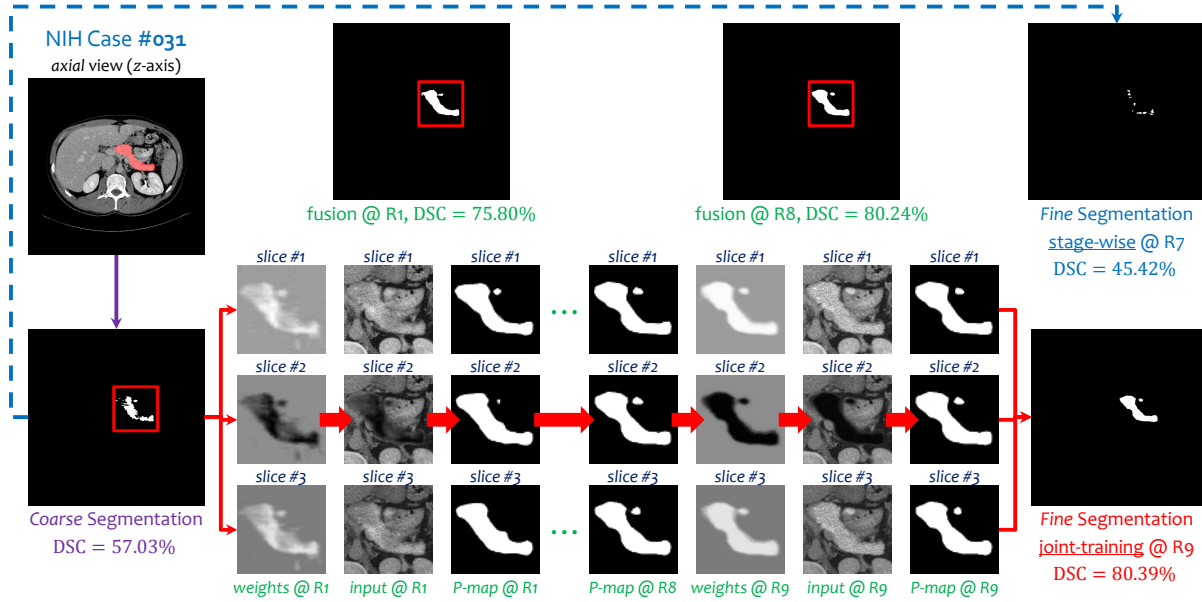 NIH Case #031
axial view (z-axis)
fusion @ R1, DSC = 75.80%
fusion @ R8, DSC = 80.24%
Fine Segmentation
stage-wise @ R7
DSC = 45.42%
slice #1
slice #1
slice #1
slice #1
slice #1
slice #1
slice #1
...
slice #2
slice #2
slice #2
slice #2
slice #2
slice #2
slice #2
slice #3
slice #3
slice #3
slice #3
slice #3
slice #3
slice #3
...
Coarse Segmentation
DSC = 57.03%
weights @ R1
input @ R1
P-map @ R1
P-map @ R8
weights @ R9
input @ R9
P-map @ R9
Fine Segmentation
joint-training @ R9
DSC = 80.39%